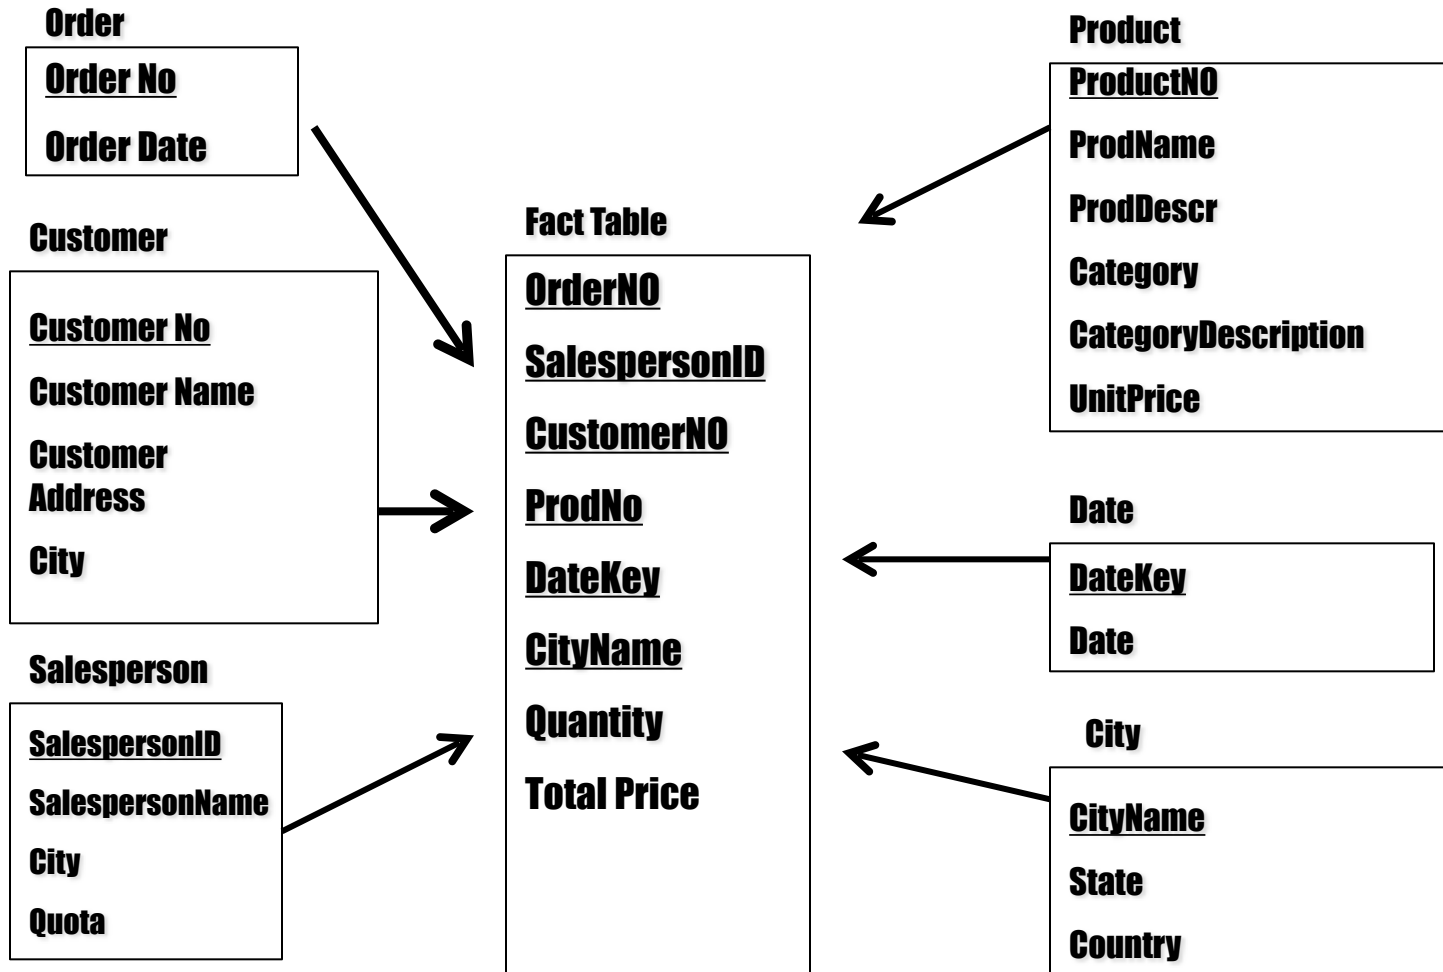 Order
Order No
Order Date
Customer
Customer No
Customer Name
Customer
Address
City
Salesperson
SalespersonID
SalespersonName
City
Quota
Fact Table
OrderNO
SalespersonID
CustomerNO
ProdNo
DateKey
CityName
Quantity
Total Price
Product
ProductNO
ProdName
ProdDescr
Category
CategoryDescription
UnitPrice
Date
DateKey
Date
City
CityName
State
Country